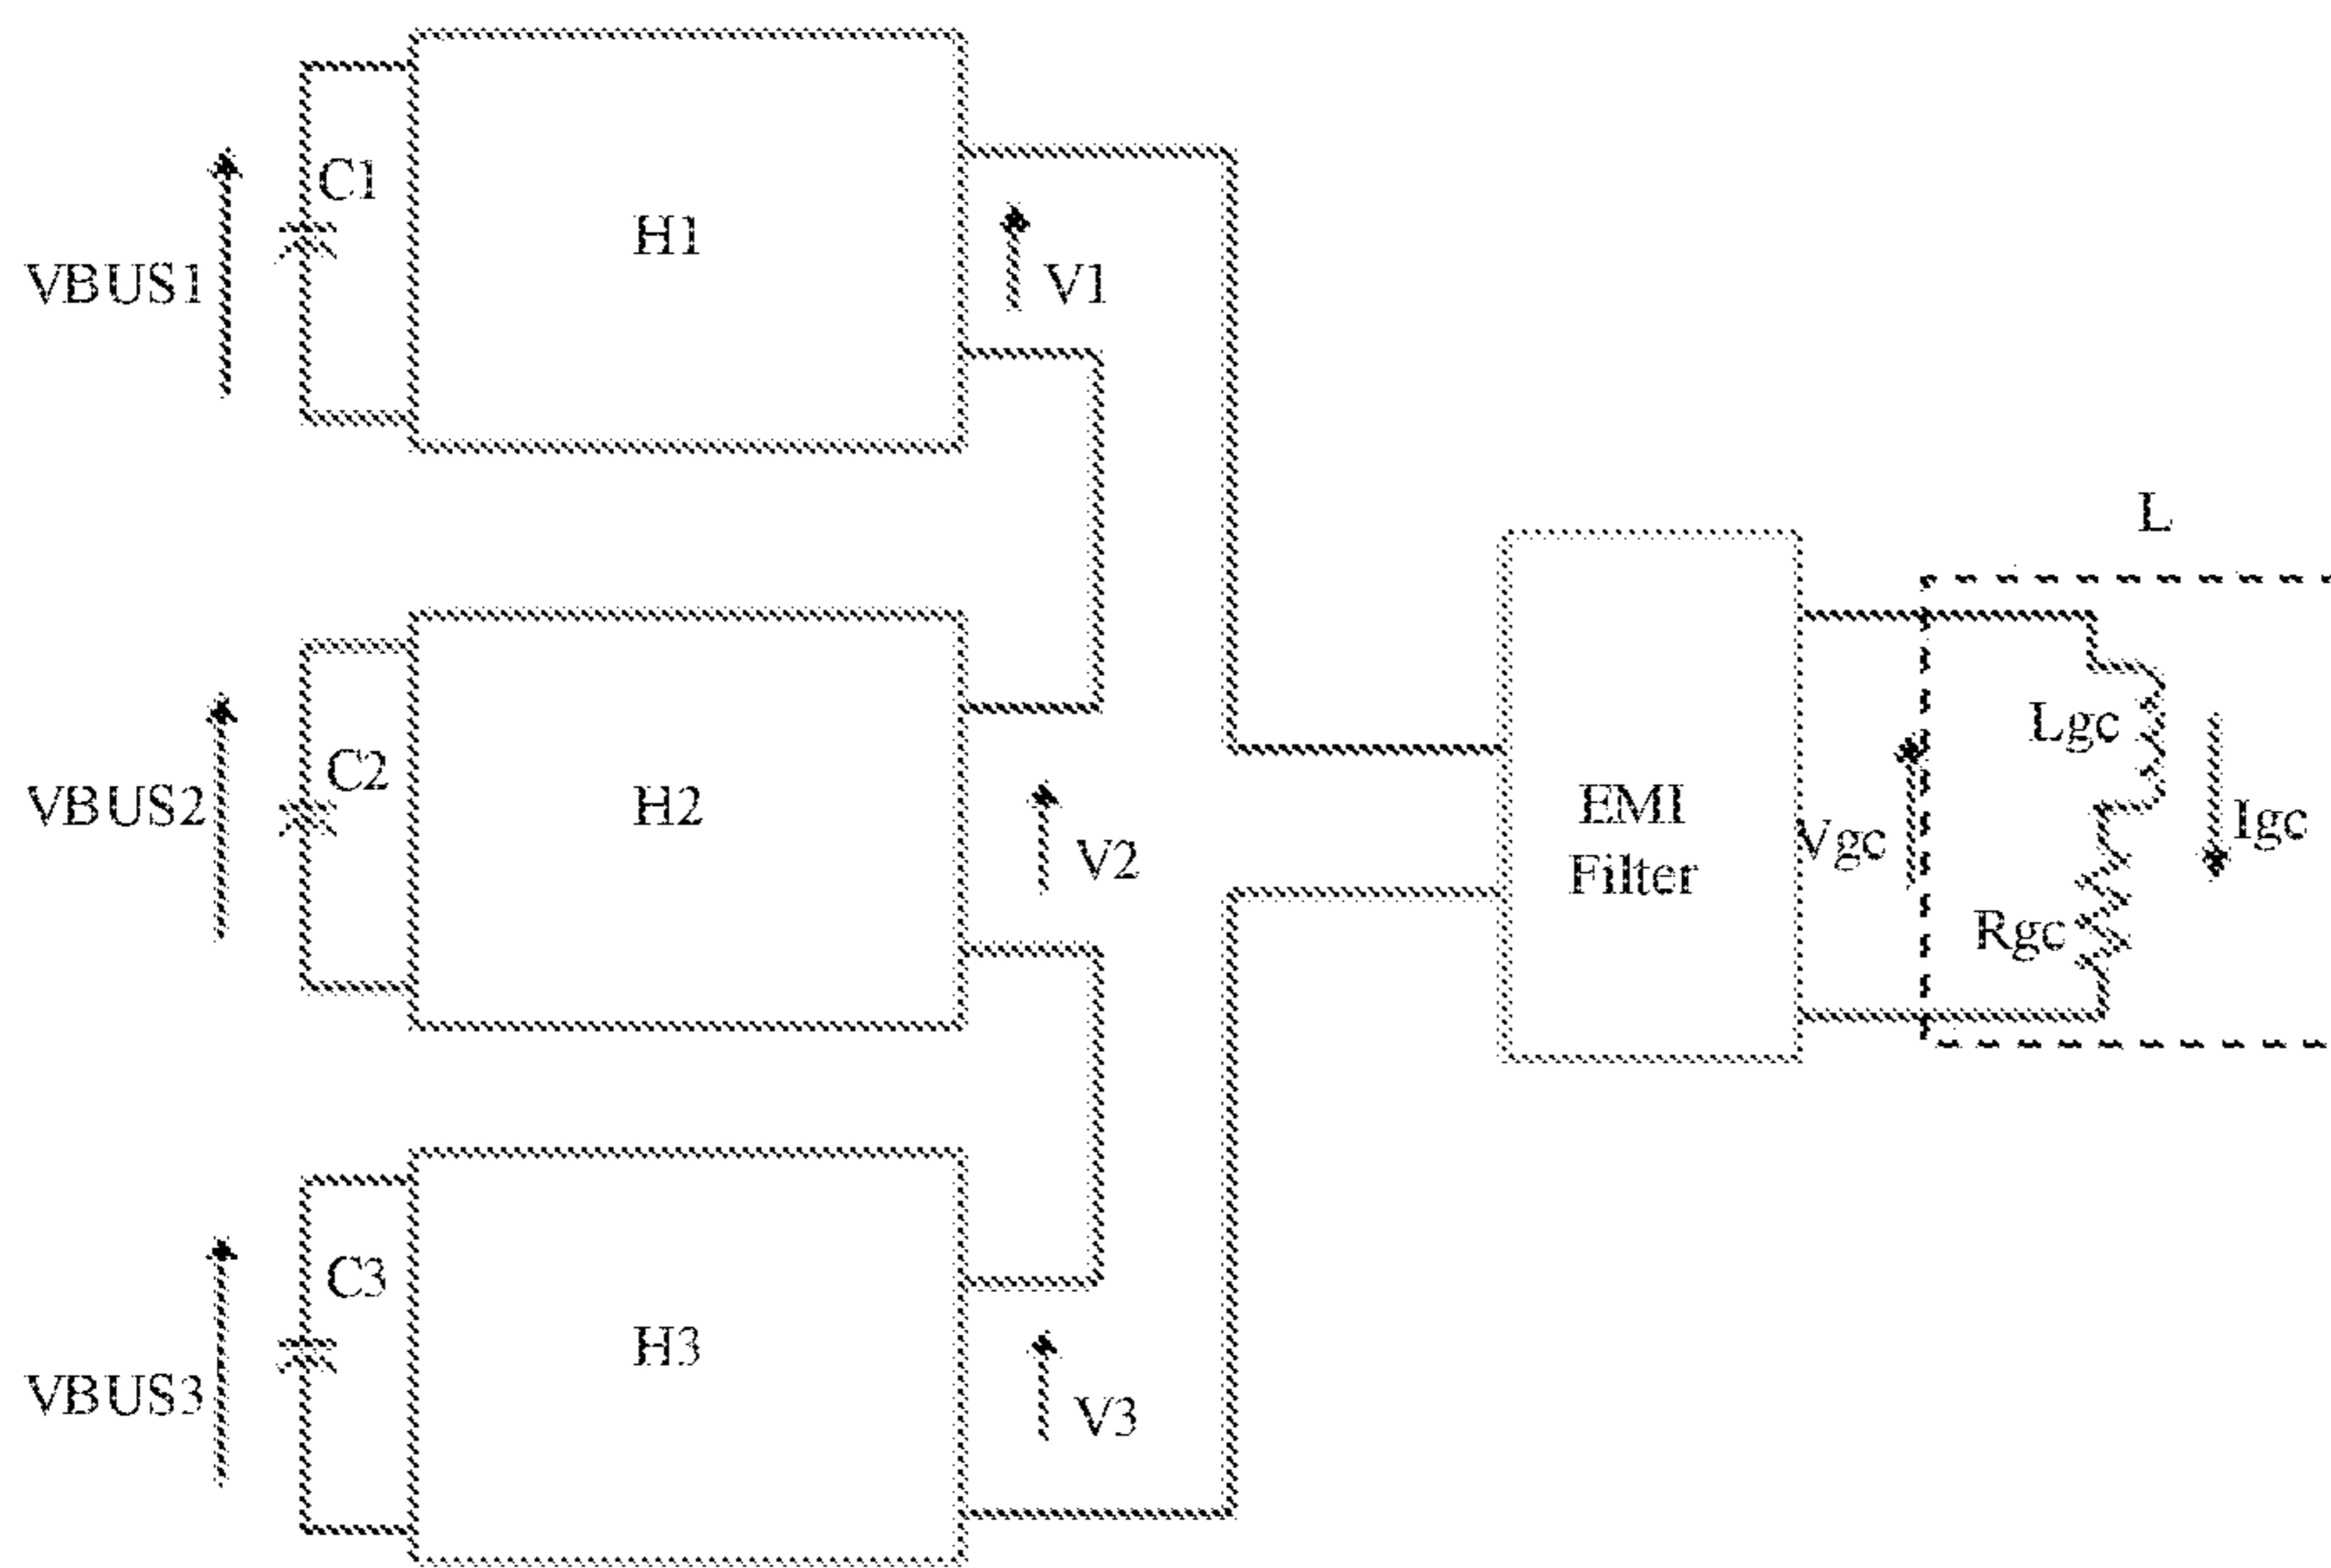 C1
H1
VBUS1
V1
L
C2
H2
VBUS2
V2
EMI
Filter
Vgc
Lgc
Igc
Rgc
C3
H3
VBUS3
V3